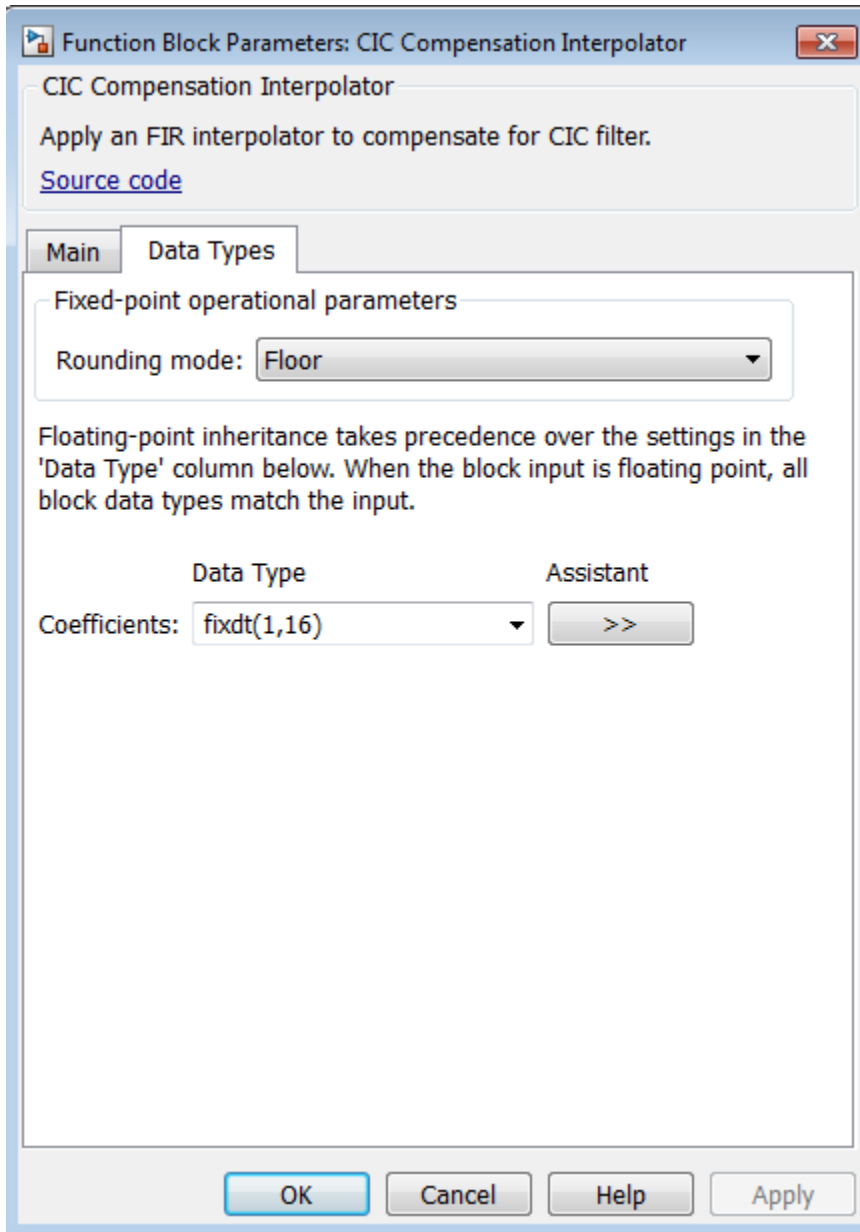 Function Block Parameters: CIC Compensation Interpolator
CIC Compensation Interpolator
Apply an FIR interpolator to compensate for CIC filter.
Source code
Main Data Types
Fixed-point operational parameters
Rounding mode: Floor
Floating-point inheritance takes precedence over the settings in the
'Data Type' column below. When the block input is floating point, all
block data types match the input.
Data Type Assistant
Coefficients: fixdt(1,16) >>
OK Cancel Help Apply